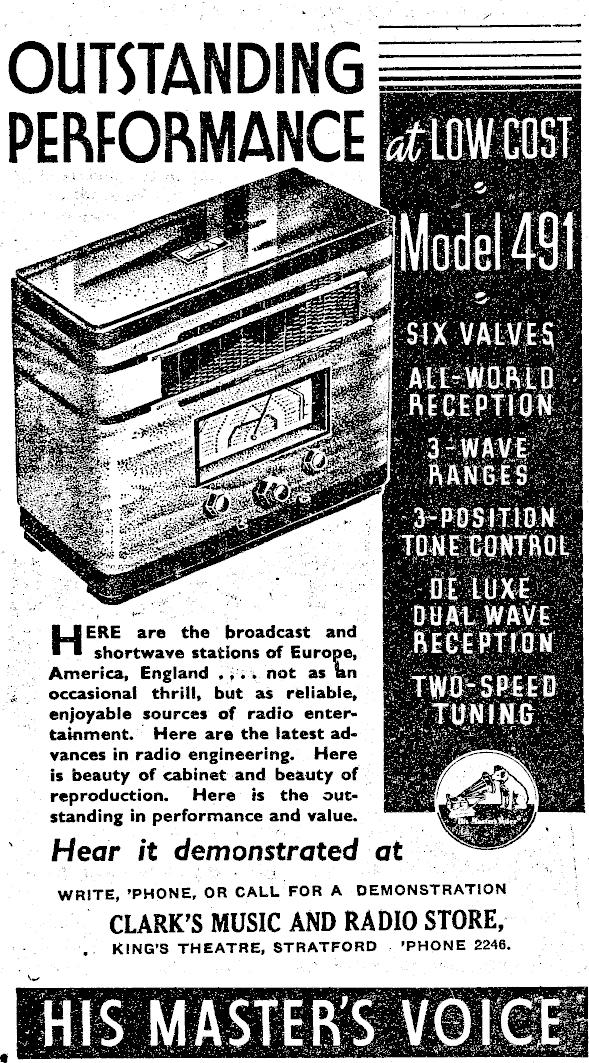 OUTSTANDING
PERFORMANCE
at LOW COST
Model 491
SIX VALVES
ALL-WORLD
RECEPTION
3-WAVE
RANGES
3-POSITION
TONE CONTROL
DE LUXE
DUAL WAVE
RECEPTION
TWO-SPEED
TUNING
HERE are the broadcast and
shortwave stations of Europe,
America, England .... not as an
occasional thrill, but as reliable,
enjoyable sources of radio enter-
tainment. Here are the latest ad-
vances in radio engineering. Here
is beauty of cabinet and beauty of
reproduction. Here is the out-
standing in performance and value.
Hear it demonstrated at
WRITE, 'PHONE, OR CALL FOR A DEMONSTRATION
CLARK'S MUSIC AND RADIO STORE,
KING'S THEATRE, STRATFORD 'PHONE 2246.
HIS MASTER'S VOICE